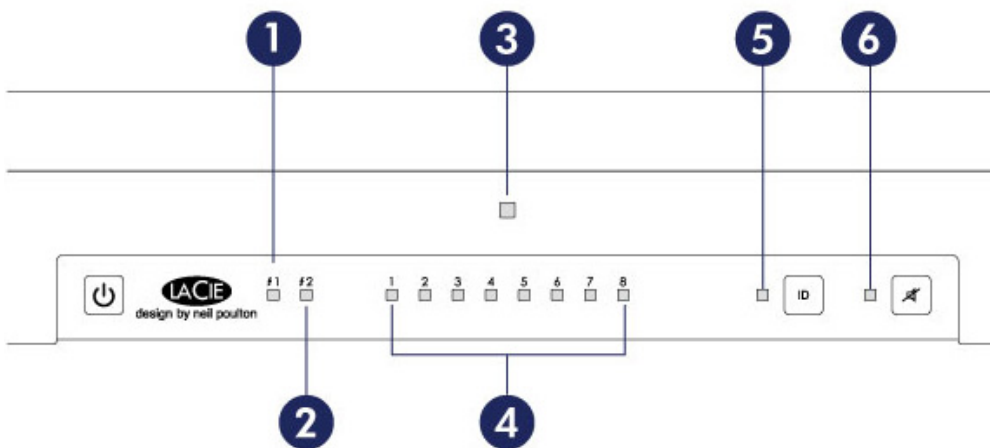 1 3 5 6
⚡1 ⚡2 1 2 3 4 5 6 7 8
LACIE
ID
design by neil poulton
2 4